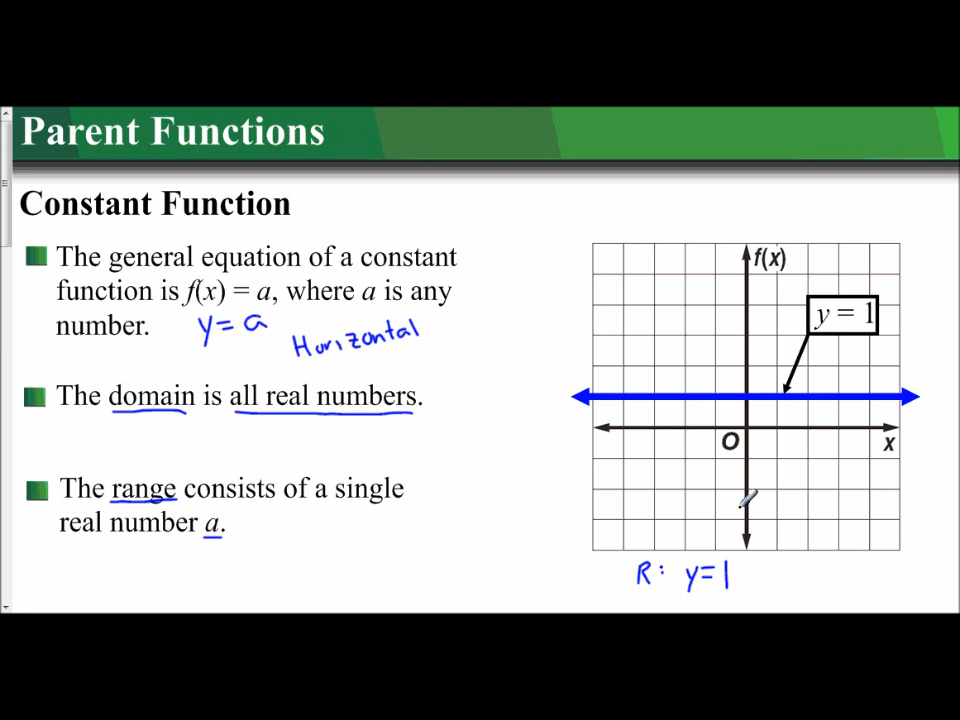 Parent Functions
Constant Function
The general equation of a constant
function is f(x) = a, where a is any
number.
y = a
Horizontal
The domain is all real numbers.
The range consists of a single
real number a.
f(x)
y = 1
O
x
R: y=1